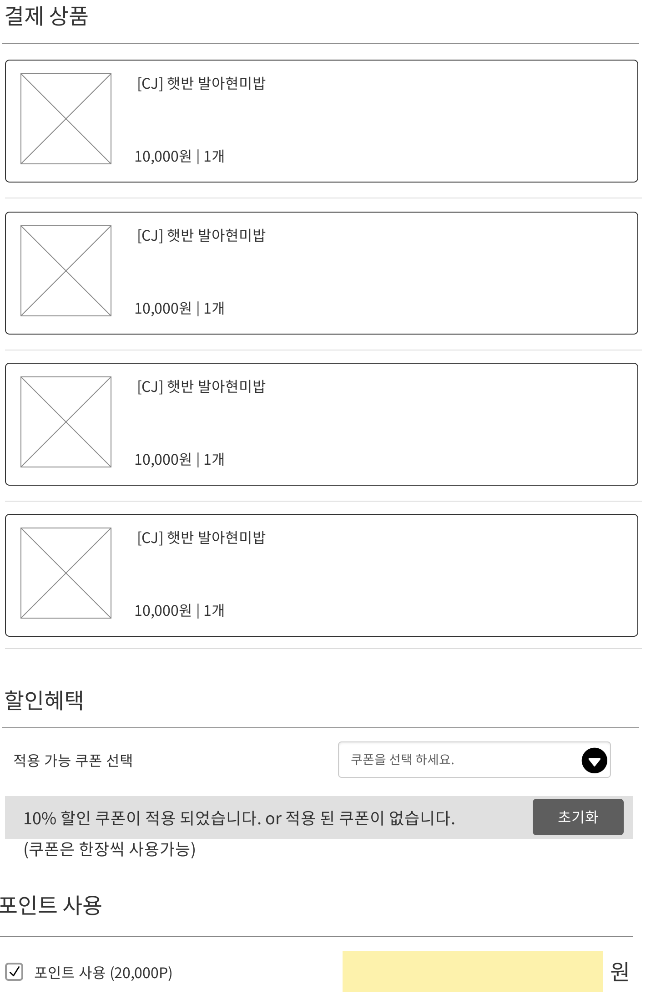 결제 상품
[CJ] 햇반 발아현미밥
10,000원 | 1개
[CJ] 햇반 발아현미밥
10,000원 | 1개
[CJ] 햇반 발아현미밥
10,000원 | 1개
[CJ] 햇반 발아현미밥
10,000원 | 1개
할인혜택
적용 가능 쿠폰 선택
쿠폰을 선택 하세요.
10% 할인 쿠폰이 적용 되었습니다. or 적용 된 쿠폰이 없습니다.
초기화
(쿠폰은 한장씩 사용가능)
포인트 사용
포인트 사용 (20,000P)
원